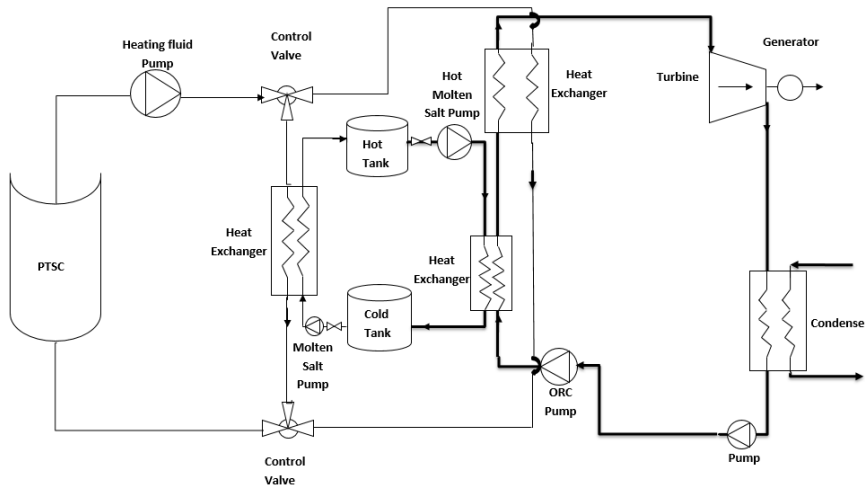 Heating fluid
Pump
Control
Valve
Hot
Molten
Salt Pump
Heat
Exchanger
Turbine
Generator
Hot
Tank
PTSC
Heat
Exchanger
Heat
Exchanger
Cold
Tank
Molten
Salt
Pump
Condense
ORC
Pump
Pump
Control
Valve